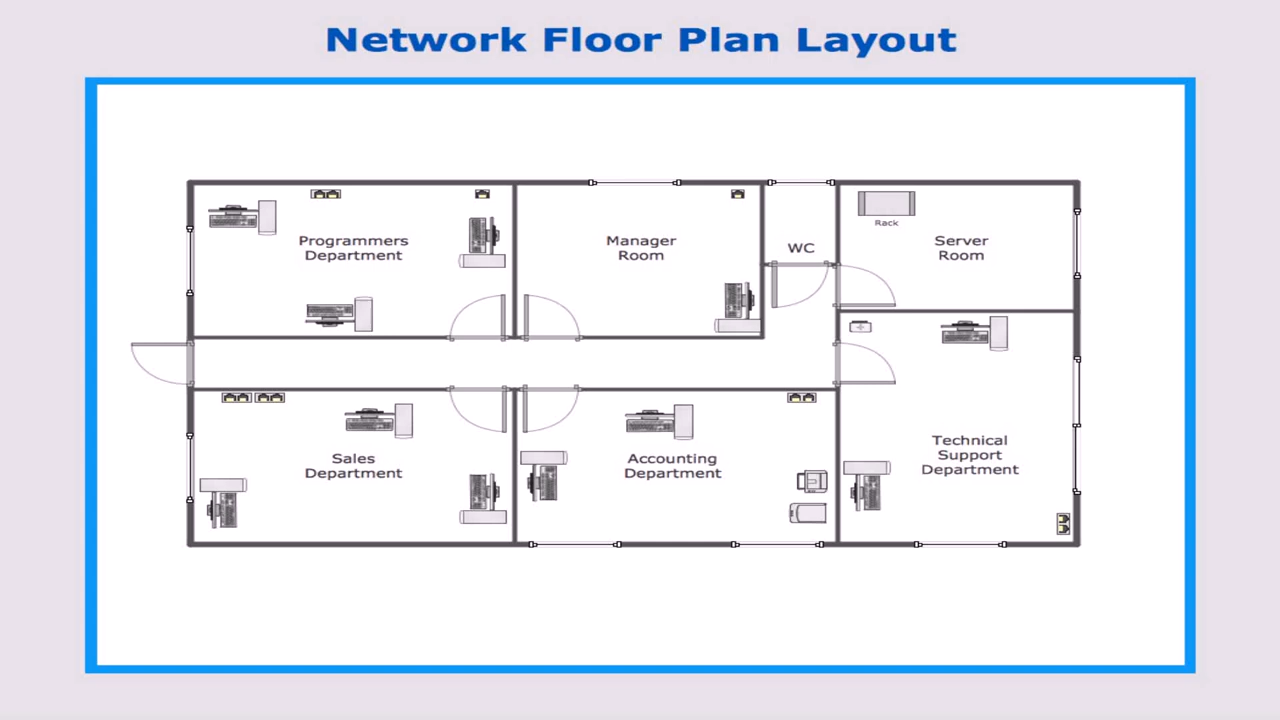 Network Floor Plan Layout
Programmers
Department
Manager
Room
WC
Rack
Server
Room
Sales
Department
Accounting
Department
Technical
Support
Department